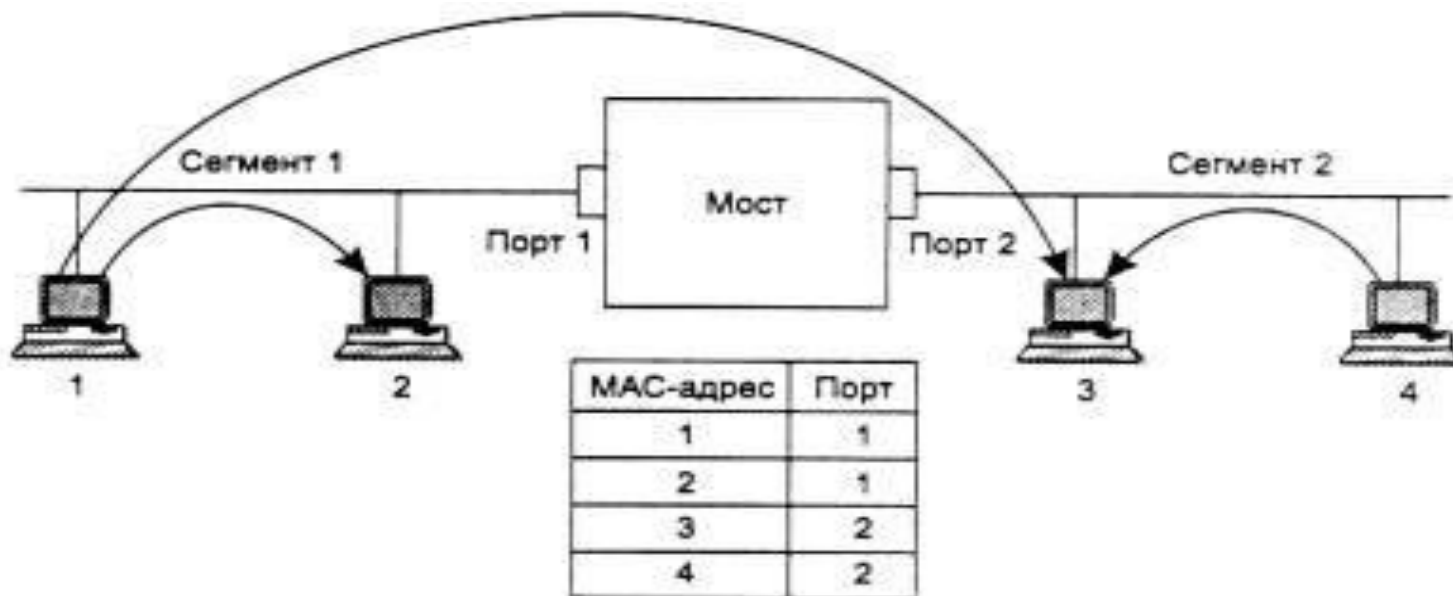 Сегмент 1
Сегмент 2
Мост
Порт 1
Порт 2
1
2
3
4
МАС-адрес Порт
1 1
2 1
3 2
4 2